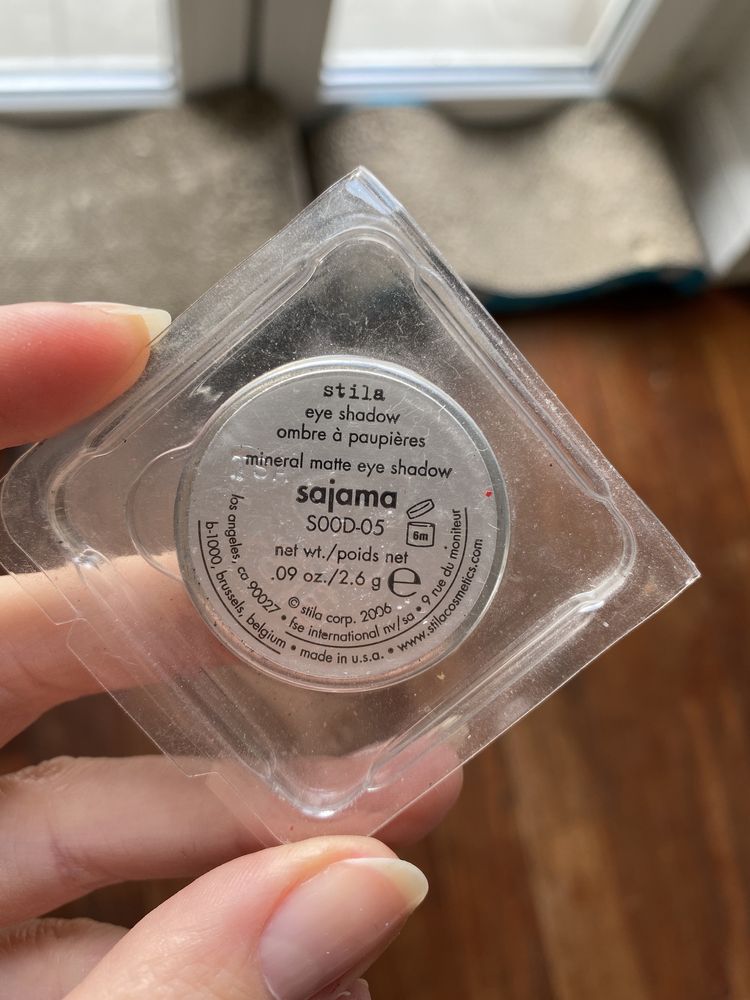 stila
eye shadow
ombre à paupières
mineral matte eye shadow
sajama
S00D-05
6m
net wt./poids net
.09 oz./2.6 g ℮
los angeles, ca 90027 • © stila corp. 2006
b-1000, brussels, belgium • fse international nv/sa • 9 rue du moniteur
made in u.s.a. • www.stilacosmetics.com